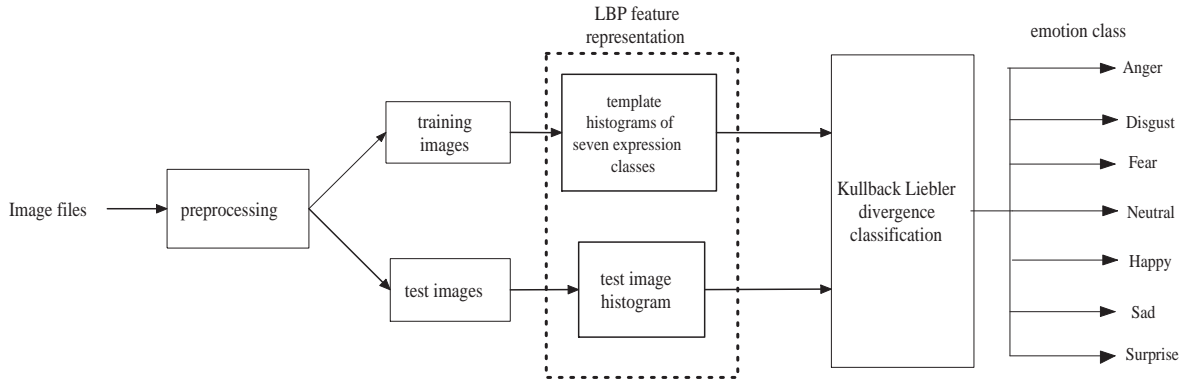 LBP feature
representation
emotion class
Image files
preprocessing
training
images
test images
template
histograms of
seven expression
classes
test image
histogram
Kullback Liebler
divergence
classification
Anger
Disgust
Fear
Neutral
Happy
Sad
Surprise